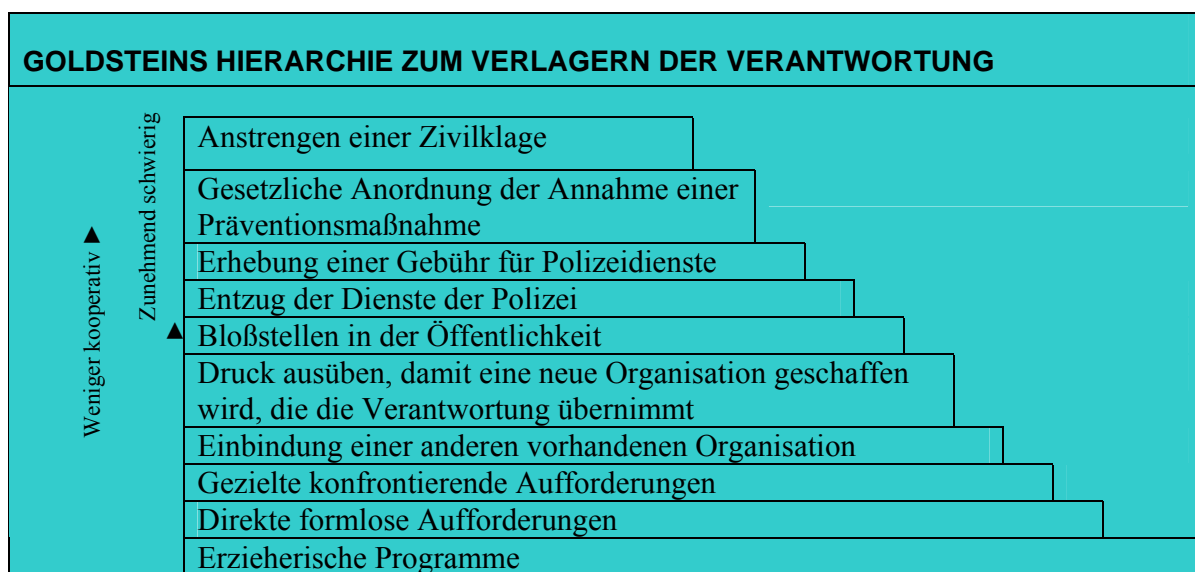 GOLDSTEINS HIERARCHIE ZUM VERLAGERN DER VERANTWORTUNG
Weniger kooperativ ▲
Zunehmend schwierig ▲
Anstrengen einer Zivilklage
Gesetzliche Anordnung der Annahme einer
Präventionsmaßnahme
Erhebung einer Gebühr für Polizeidienste
Entzug der Dienste der Polizei
Bloßstellen in der Öffentlichkeit
Druck ausüben, damit eine neue Organisation geschaffen
wird, die die Verantwortung übernimmt
Einbindung einer anderen vorhandenen Organisation
Gezielte konfrontierende Aufforderungen
Direkte formlose Aufforderungen
Erzieherische Programme